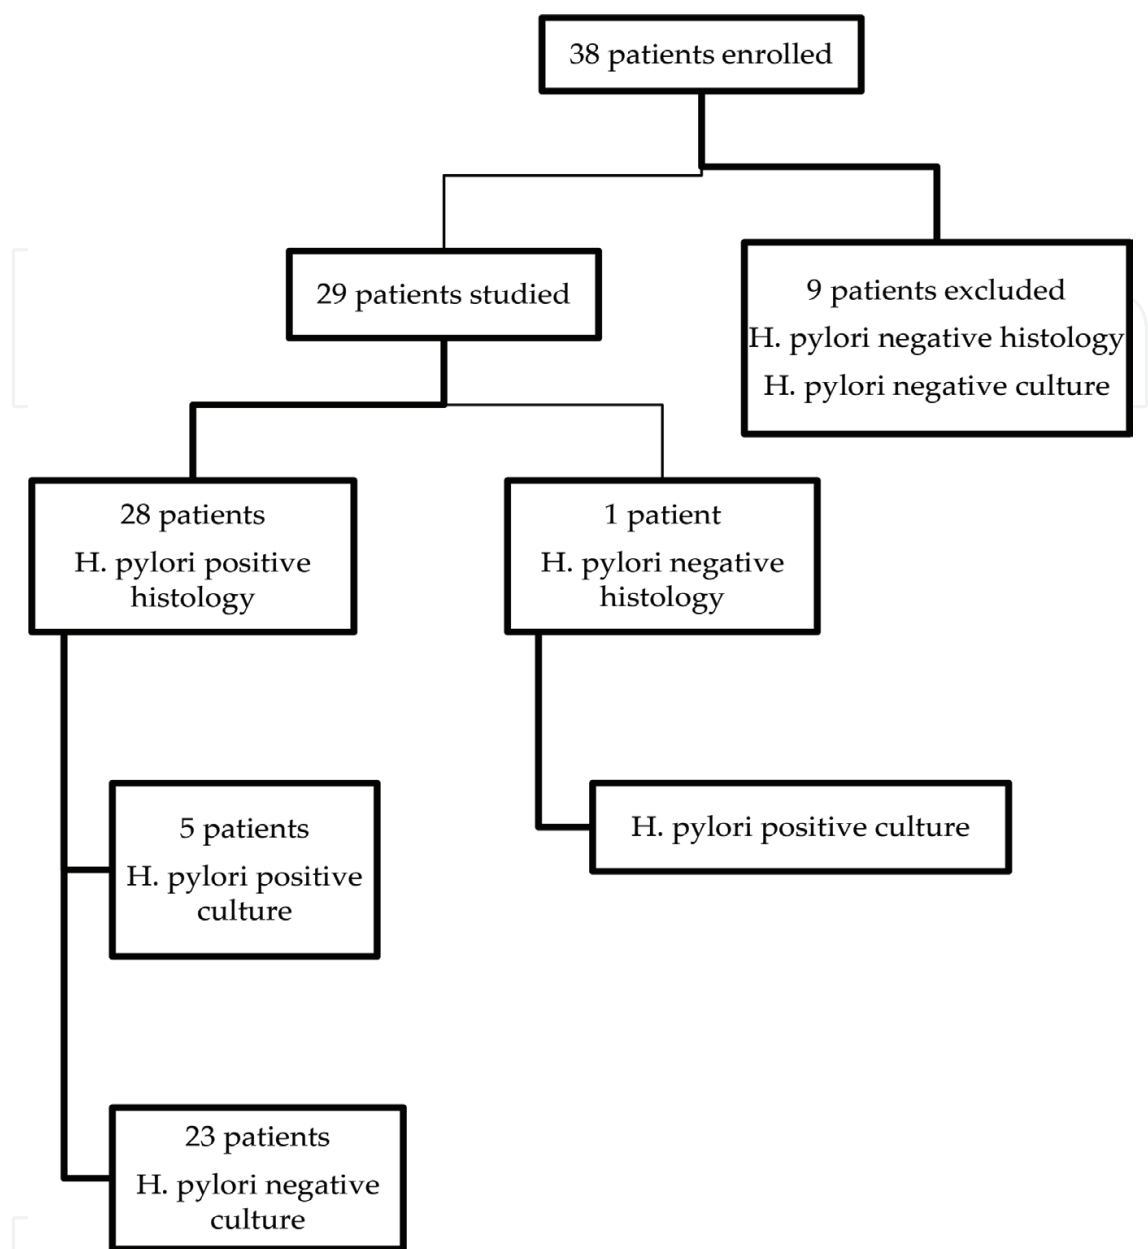 38 patients enrolled
29 patients studied
9 patients excluded
H. pylori negative histology
H. pylori negative culture
28 patients
H. pylori positive
histology
1 patient
H. pylori negative
histology
5 patients
H. pylori positive
culture
H. pylori positive culture
23 patients
H. pylori negative
culture